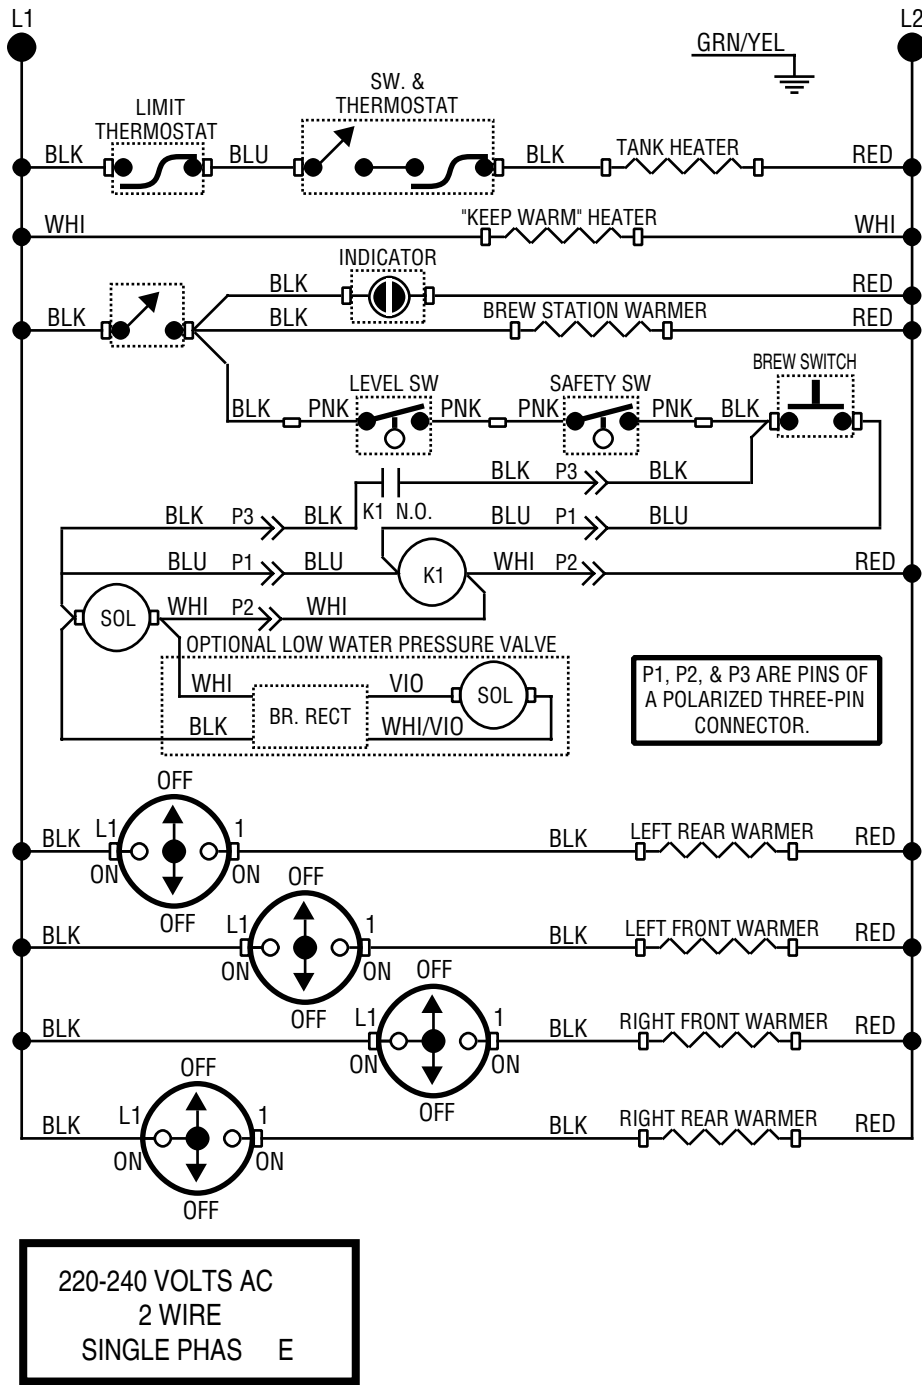 L1
L2
GRN/YEL
SW. &
THERMOSTAT
LIMIT
THERMOSTAT
BLK
BLU
BLK
TANK HEATER
RED
WHI
"KEEP WARM" HEATER
WHI
INDICATOR
BLK
RED
BLK
BLK
BREW STATION WARMER
RED
BREW SWITCH
LEVEL SW
SAFETY SW
BLK
PNK
PNK
PNK
PNK
BLK
BLK
P3
BLK
K1 N.O.
BLK
P3
BLK
BLU
P1
BLU
BLU
P1
BLU
K1
WHI
P2
RED
SOL
WHI
P2
WHI
OPTIONAL LOW WATER PRESSURE VALVE
WHI
BR. RECT
VIO
SOL
BLK
WHI/VIO
P1, P2, & P3 ARE PINS OF
A POLARIZED THREE-PIN
CONNECTOR.
OFF
BLK
L1
1
BLK
LEFT REAR WARMER
RED
ON
ON
OFF
OFF
BLK
L1
1
BLK
LEFT FRONT WARMER
RED
ON
ON
OFF
OFF
BLK
L1
1
BLK
RIGHT FRONT WARMER
RED
ON
ON
OFF
OFF
BLK
L1
1
BLK
RIGHT REAR WARMER
RED
ON
ON
OFF
220-240 VOLTS AC
2 WIRE
SINGLE PHAS E